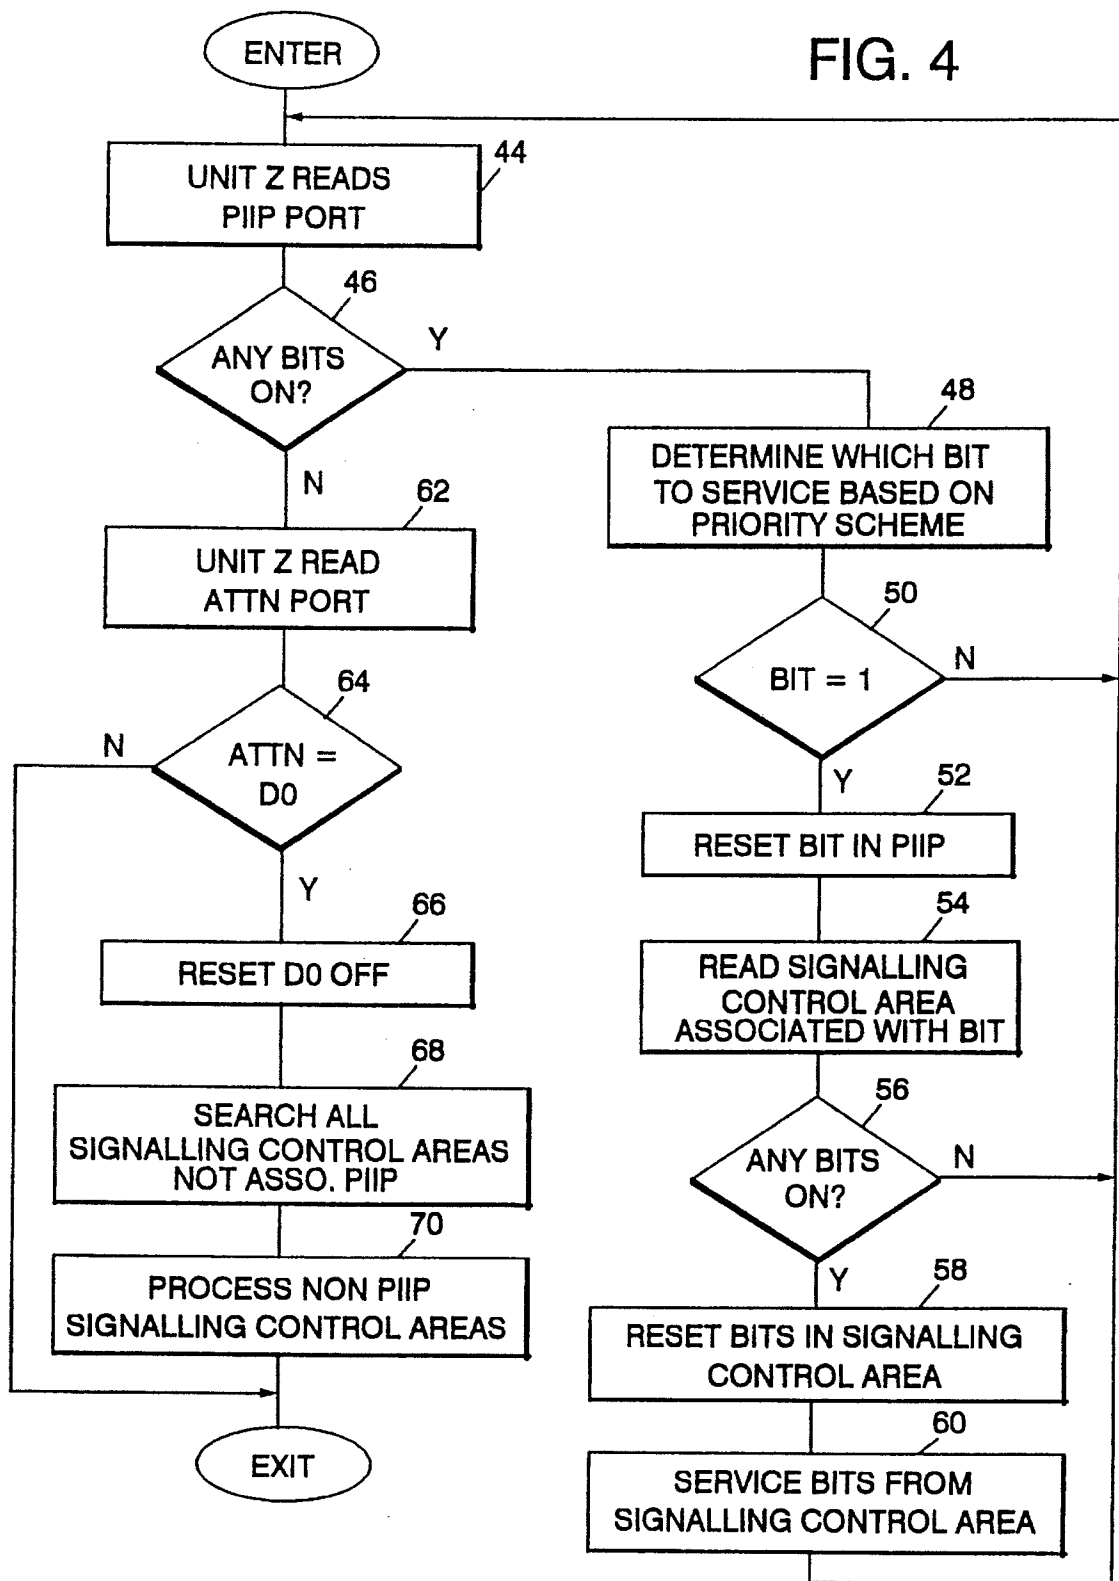 FIG. 4
ENTER
44
UNIT Z READS
PIIP PORT
46
ANY BITS
ON?
Y
N
48
DETERMINE WHICH BIT
TO SERVICE BASED ON
PRIORITY SCHEME
50
BIT = 1
N
Y
52
RESET BIT IN PIIP
54
READ SIGNALLING
CONTROL AREA
ASSOCIATED WITH BIT
56
ANY BITS
ON?
N
Y
58
RESET BITS IN SIGNALLING
CONTROL AREA
60
SERVICE BITS FROM
SIGNALLING CONTROL AREA
62
UNIT Z READ
ATTN PORT
64
ATTN =
D0
N
Y
66
RESET D0 OFF
68
SEARCH ALL
SIGNALLING CONTROL AREAS
NOT ASSO. PIIP
70
PROCESS NON PIIP
SIGNALLING CONTROL AREAS
EXIT